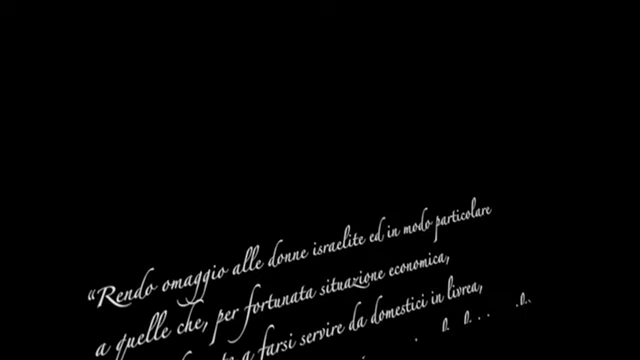 “Rendo omaggio alle donne israelite ed in modo particolare
a quelle che, per fortunata situazione economica,
a farsi servire da domestici in livrea,